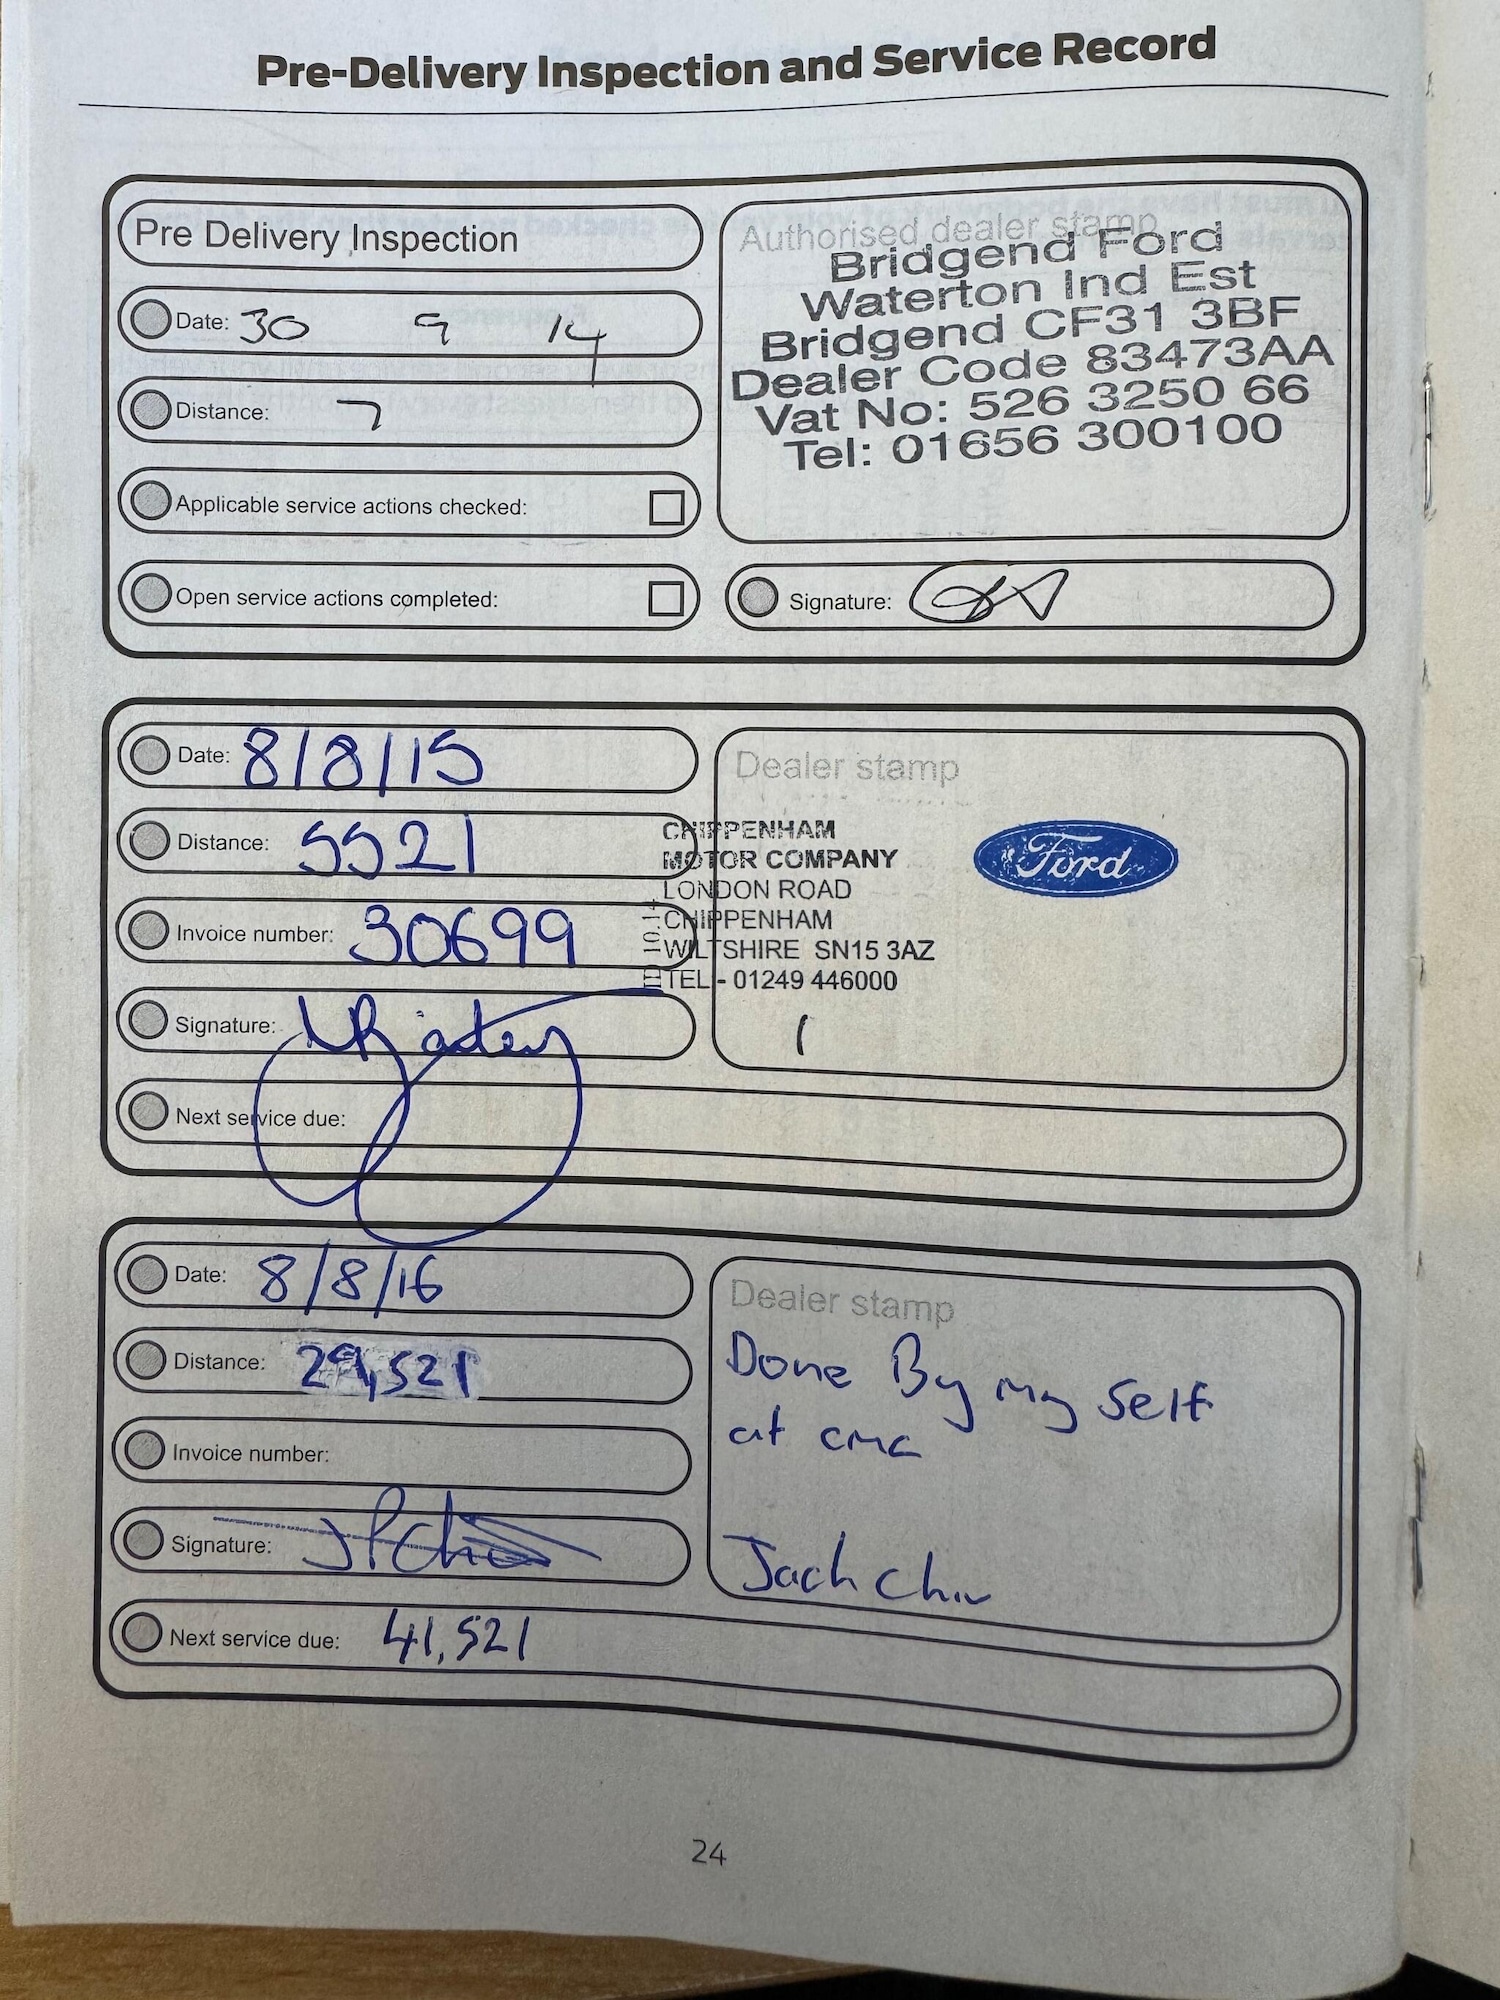 Pre-Delivery Inspection and Service Record
Pre Delivery Inspection
Date: 30 9 14
Distance: 7
Applicable service actions checked:
Open service actions completed:
Authorised dealer stamp
Bridgend Ford
Waterton Ind Est
Bridgend CF31 3BF
Dealer Code 83473AA
Vat No: 526 3250 66
Tel: 01656 300100
Signature:
Date: 8/8/15
Distance: 5521
Invoice number: 30699
Signature:
Next service due:
Dealer stamp
CHIPPENHAM
MOTOR COMPANY
LONDON ROAD
CHIPPENHAM
WILTSHIRE SN15 3AZ
TEL - 01249 446000
Ford
1
Date: 8/8/16
Distance: 29,521
Invoice number:
Signature:
Next service due: 41,521
Dealer stamp
Done By my self
at cmc
24